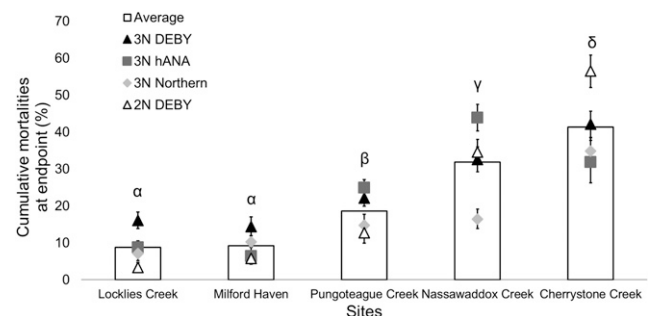 Average
3N DEBY
3N hANA
3N Northern
2N DEBY
Cumulative mortalities
at endpoint (%)
70
60
50
40
30
20
10
0
α
α
β
γ
δ
Locklies Creek Milford Haven Pungoteague Creek Nassawaddox Creek Cherrystone Creek
Sites